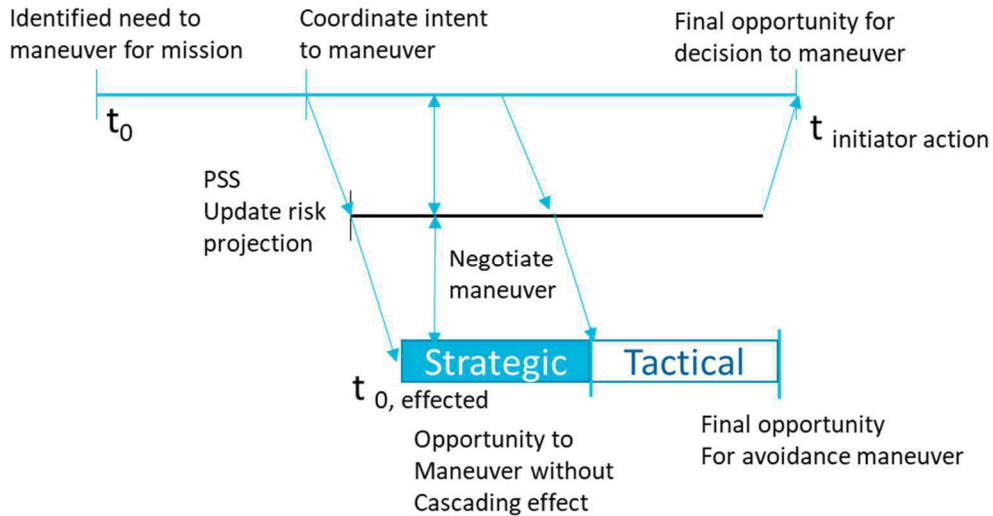 Identified need to
maneuver for mission
Coordinate intent
to maneuver
Final opportunity for
decision to maneuver
t0
t initiator action
PSS
Update risk
projection
Negotiate
maneuver
Strategic
Tactical
t 0, effected
Opportunity to
Maneuver without
Cascading effect
Final opportunity
For avoidance maneuver